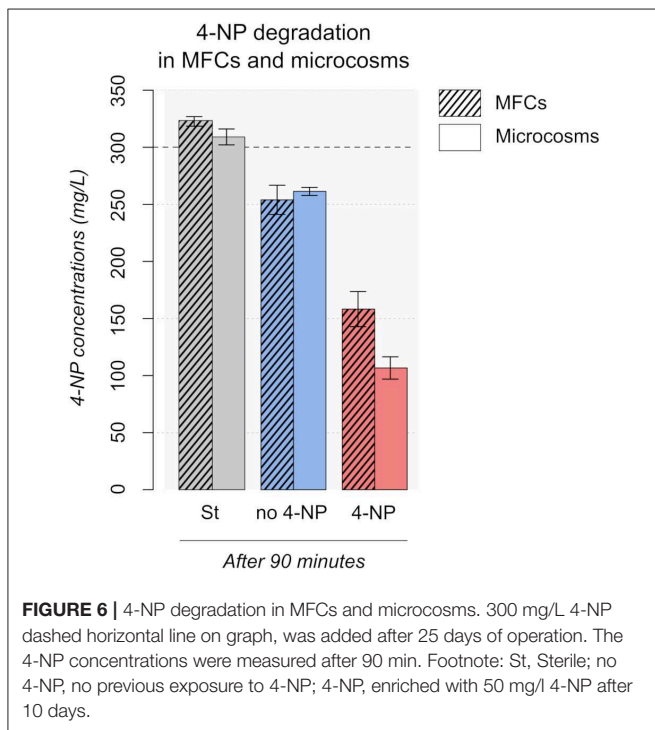 4-NP degradation
in MFCs and microcosms
MFCs
Microcosms
4-NP concentrations (mg/L)
350
300
250
200
150
100
50
0
St no 4-NP 4-NP
After 90 minutes
FIGURE 6 | 4-NP degradation in MFCs and microcosms. 300 mg/L 4-NP
dashed horizontal line on graph, was added after 25 days of operation. The
4-NP concentrations were measured after 90 min. Footnote: St, Sterile; no
4-NP, no previous exposure to 4-NP; 4-NP, enriched with 50 mg/l 4-NP after
10 days.